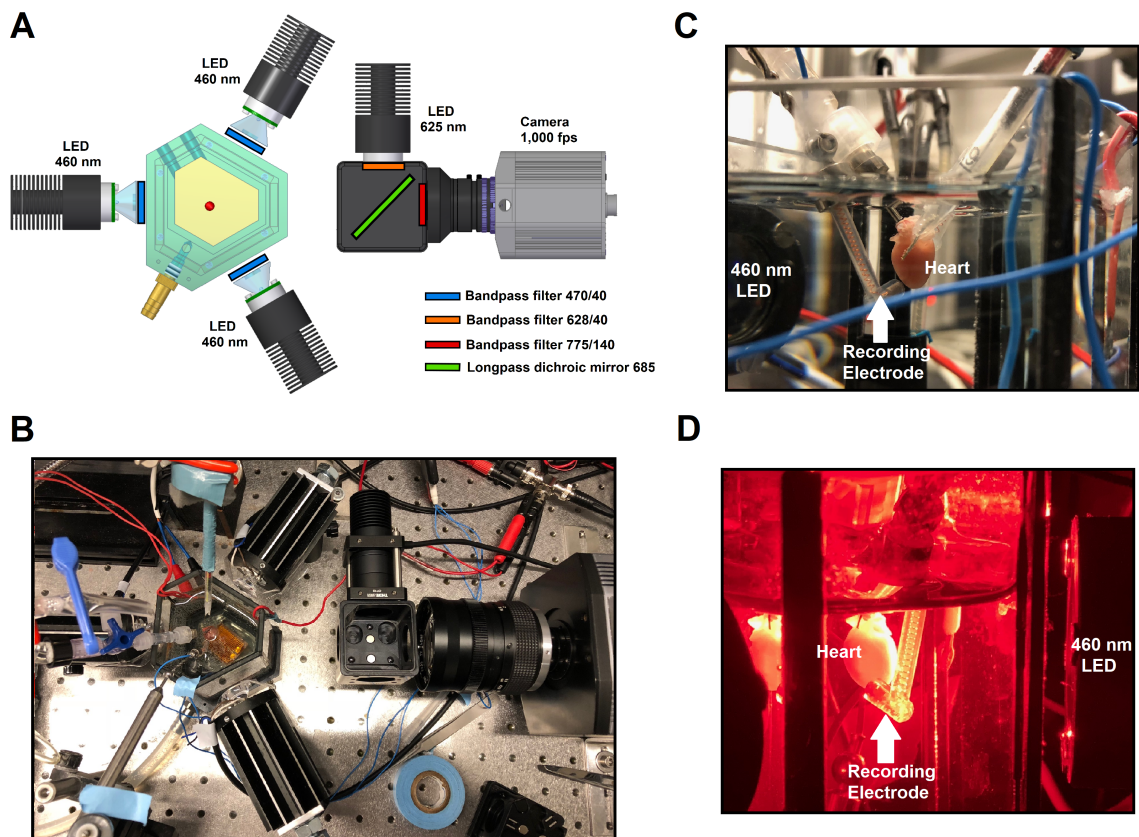 A
LED
460 nm
LED
460 nm
LED
460 nm
LED
625 nm
Camera
1,000 fps
Bandpass filter 470/40
Bandpass filter 628/40
Bandpass filter 775/140
Longpass dichroic mirror 685
B
C
460 nm
LED
Heart
Recording
Electrode
D
Heart
460 nm
LED
Recording
Electrode